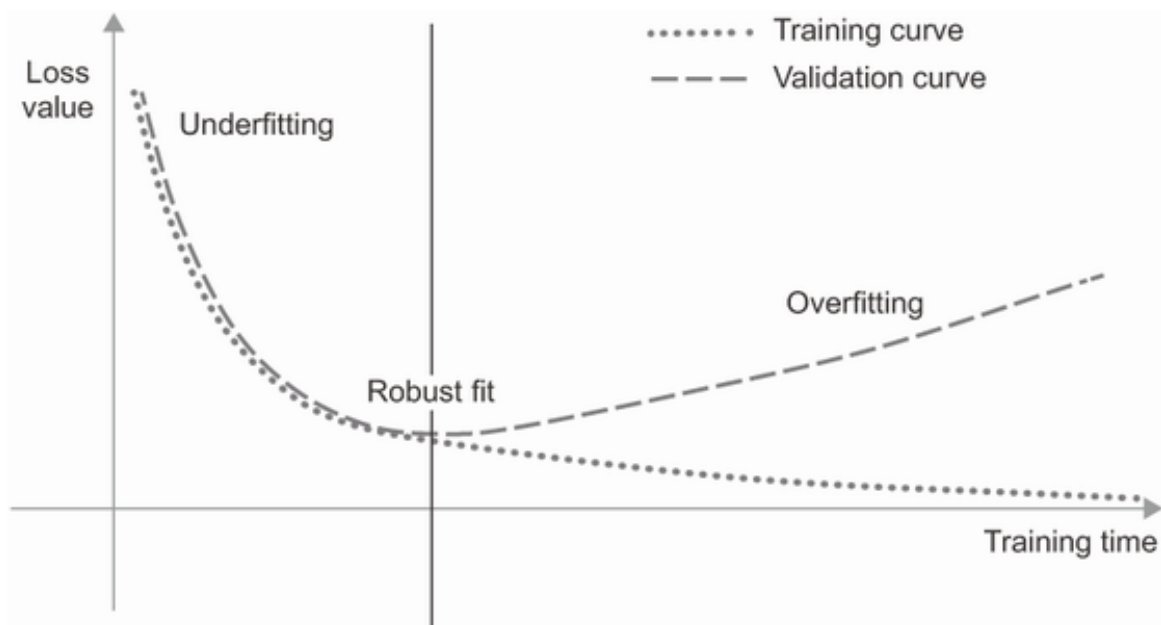 Loss
value
Training curve
Validation curve
Underfitting
Overfitting
Robust fit
Training time